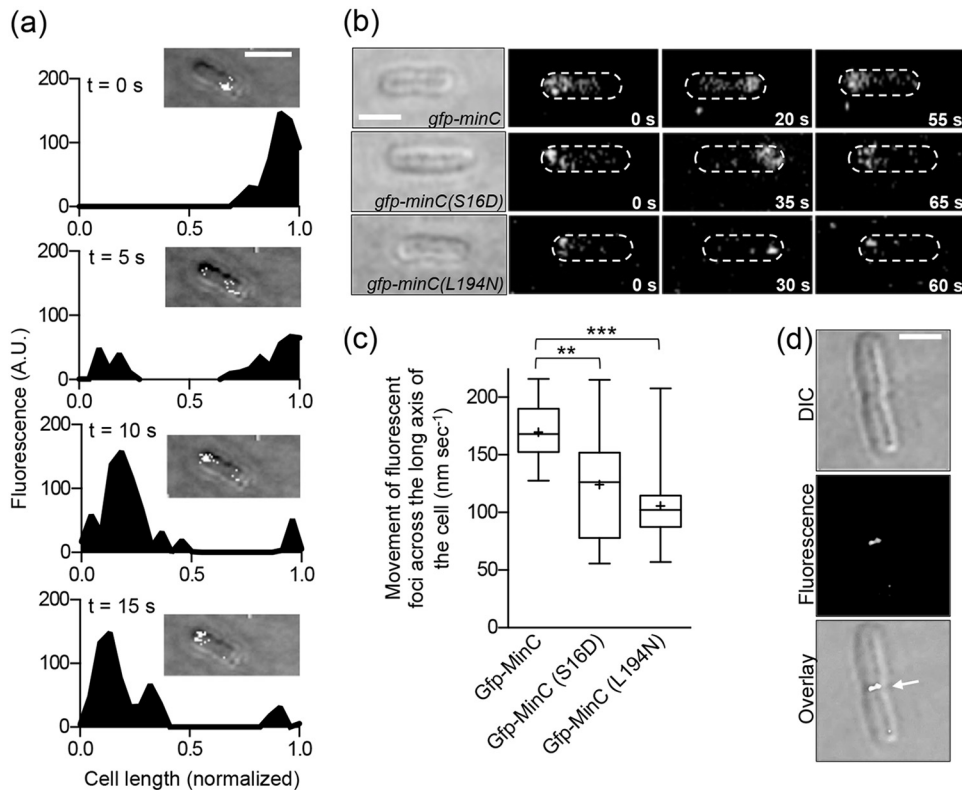 (a)
t = 0 s
200
100
0
0.0 0.5 1.0
t = 5 s
200
100
0
0.0 0.5 1.0
t = 10 s
200
100
0
0.0 0.5 1.0
t = 15 s
200
100
0
0.0 0.5 1.0
Fluorescence (A.U.)
Cell length (normalized)
(b)
gfp-minC 0 s 20 s 55 s
gfp-minC(S16D) 0 s 35 s 65 s
gfp-minC(L194N) 0 s 30 s 60 s
(c)
***
**
Movement of fluorescent
foci across the long axis of
the cell (nm sec-1)
200
150
100
50
0
Gfp-MinC
Gfp-MinC (S16D)
Gfp-MinC (L194N)
(d)
DIC
Fluorescence
Overlay